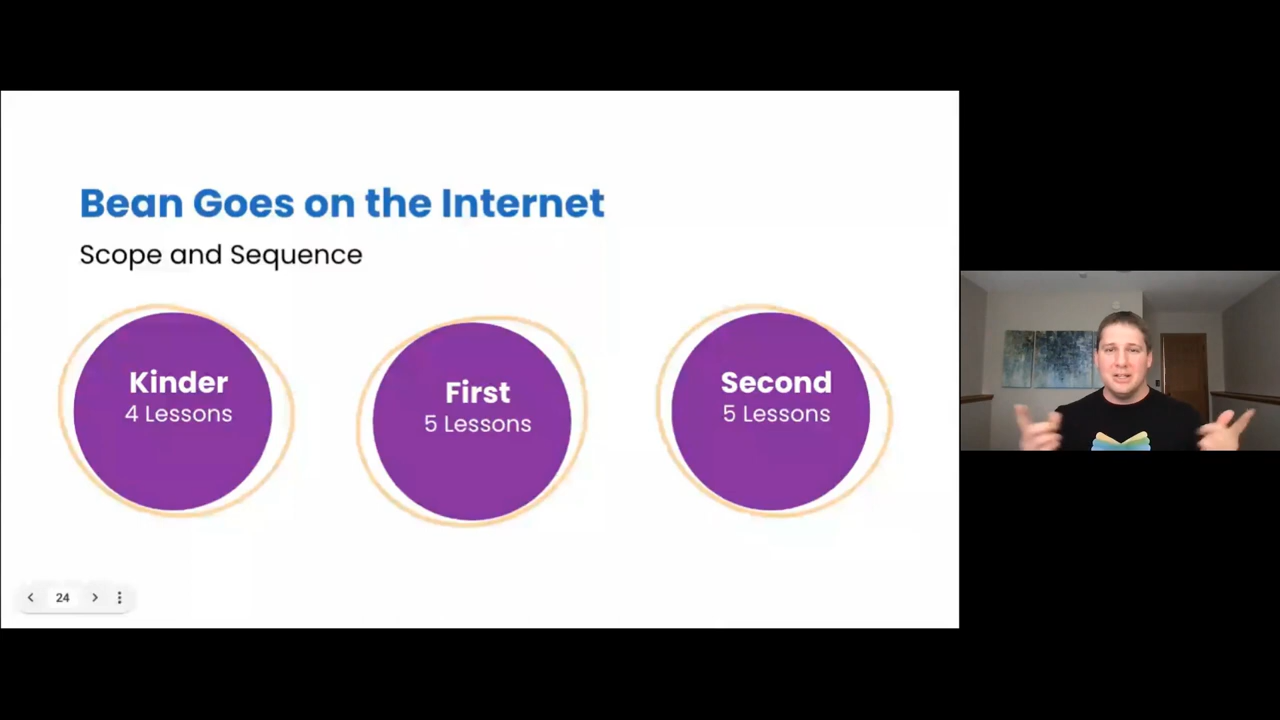 Bean Goes on the Internet
Scope and Sequence
Kinder
4 Lessons
First
5 Lessons
Second
5 Lessons
24